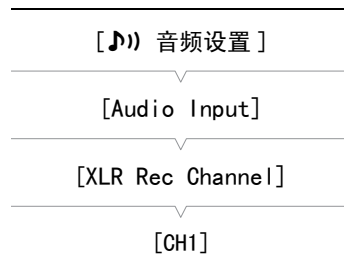 [♪)) 音频设置]
[Audio Input]
[XLR Rec Channel]
[CH1]